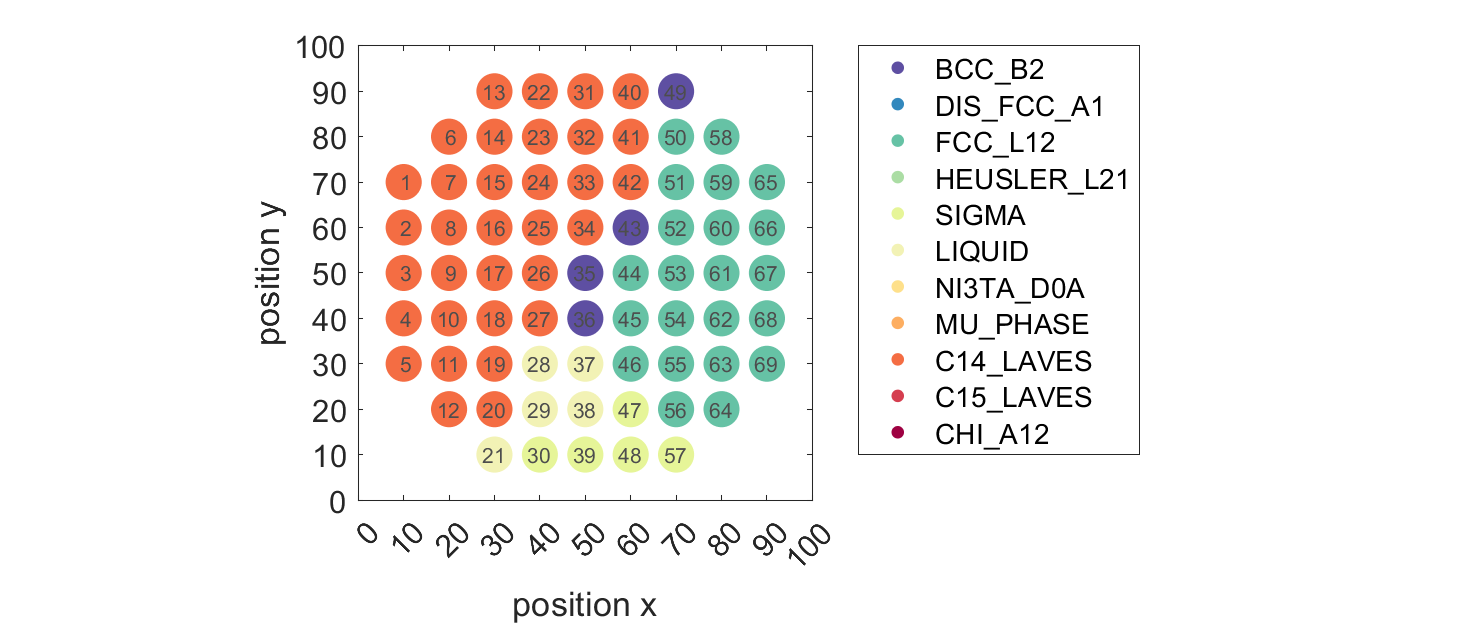 100
90
80
70
60
50
40
30
20
10
0
position y
13 22 31 40 49
6 14 23 32 41 50 58
1 7 15 24 33 42 51 59 65
2 8 16 25 34 43 52 60 66
3 9 17 26 35 44 53 61 67
4 10 18 27 36 45 54 62 68
5 11 19 28 37 46 55 63 69
12 20 29 38 47 56 64
21 30 39 48 57
0 10 20 30 40 50 60 70 80 90 100
position x
BCC_B2
DIS_FCC_A1
FCC_L12
HEUSLER_L21
SIGMA
LIQUID
NI3TA_D0A
MU_PHASE
C14_LAVES
C15_LAVES
CHI_A12